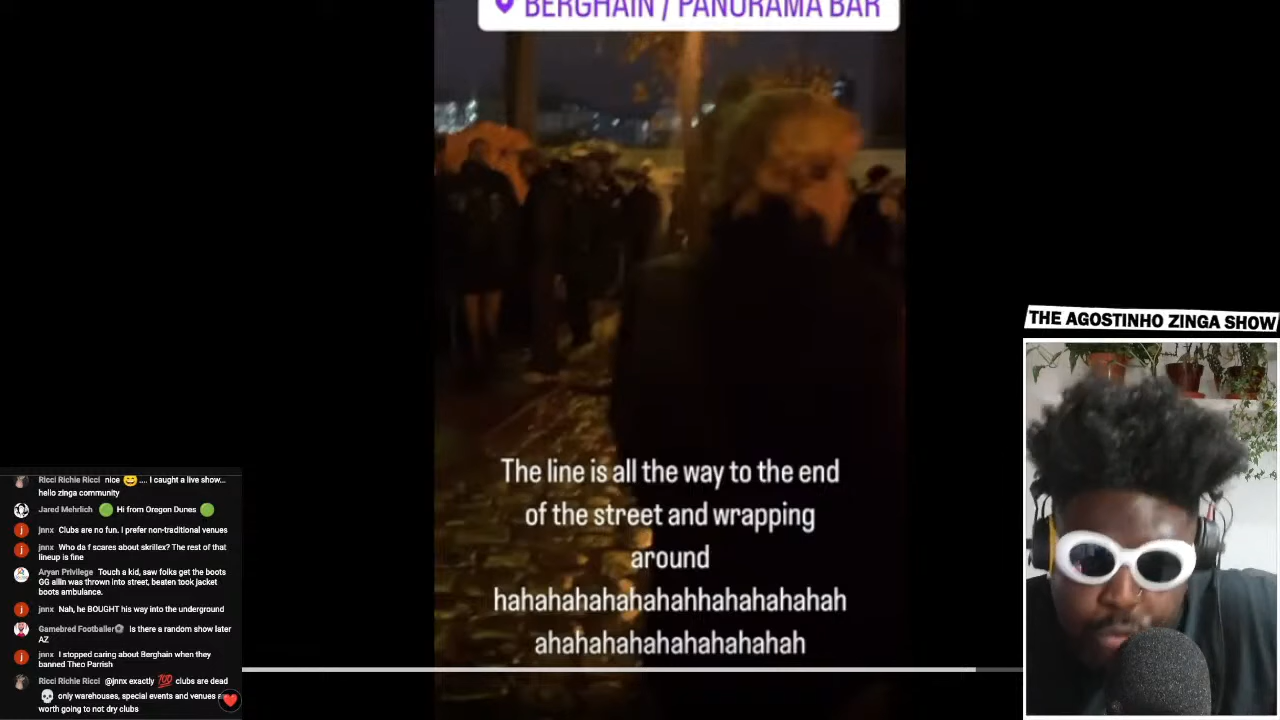 BERGHAIN / PANORAMA BAR
The line is all the way to the end
of the street and wrapping
around
hahahahahahahhahahahahah
ahahahahahahahahahah
THE AGOSTINHO ZINGA SHOW
Ricci Richie Ricci nice 😄 .... I caught a live show...
hello zinga community
Jared Mehrlich 🟢 Hi from Oregon Dunes 🟢
jnnx Clubs are no fun. I prefer non-traditional venues
jnnx Who da f scares about skrillex? The rest of that
lineup is fine
Aryan Privilege Touch a kid, saw folks get the boots
GG allin was thrown into street, beaten took jacket
boots ambulance.
jnnx Nah, he BOUGHT his way into the underground
Gamebred Footballer⚽ Is there a random show later
AZ
jnnx I stopped caring about Berghain when they
banned Theo Parrish
Ricci Richie Ricci @jnnx exactly 💯 clubs are dead
💀 only warehouses, special events and venues
worth going to not dry clubs